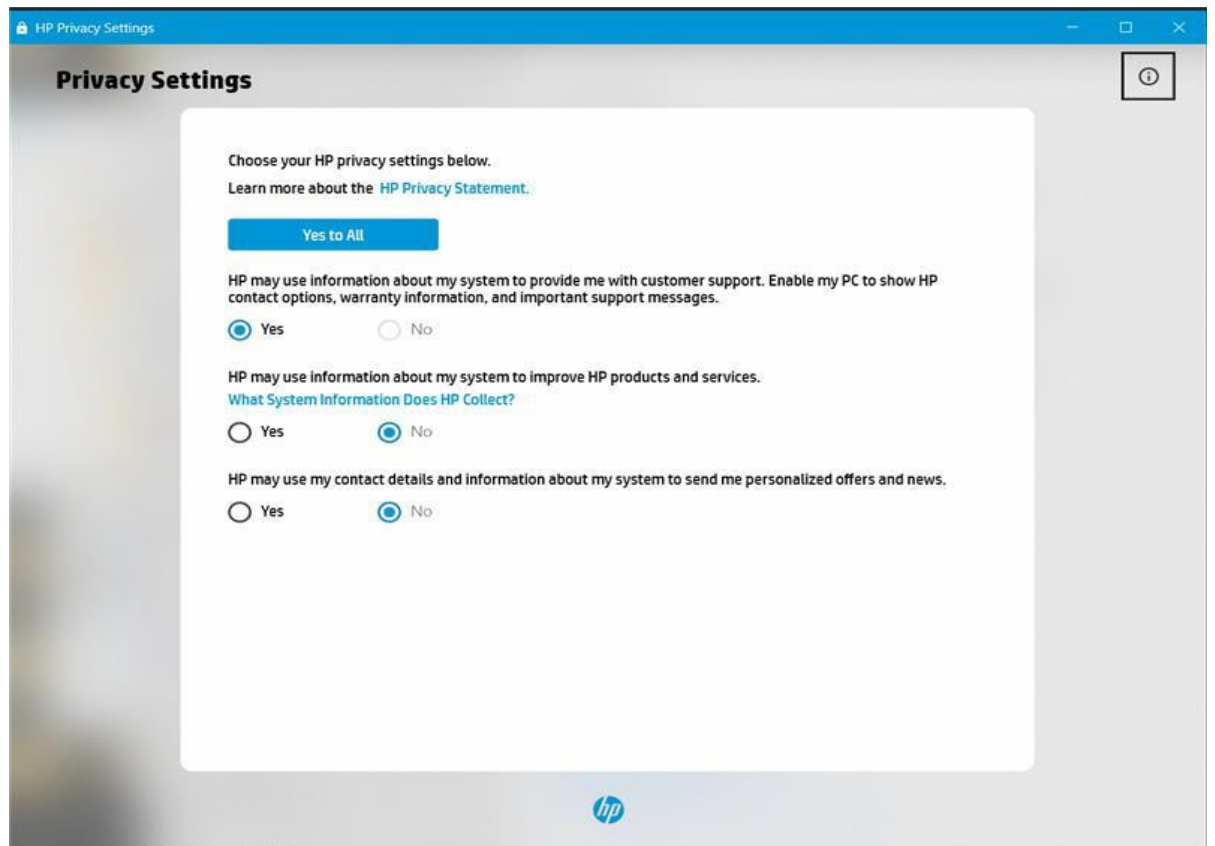 HP Privacy Settings
Privacy Settings
Choose your HP privacy settings below.
Learn more about the HP Privacy Statement.
Yes to All
HP may use information about my system to provide me with customer support. Enable my PC to show HP
contact options, warranty information, and important support messages.
Yes No
HP may use information about my system to improve HP products and services.
What System Information Does HP Collect?
Yes No
HP may use my contact details and information about my system to send me personalized offers and news.
Yes No
hp